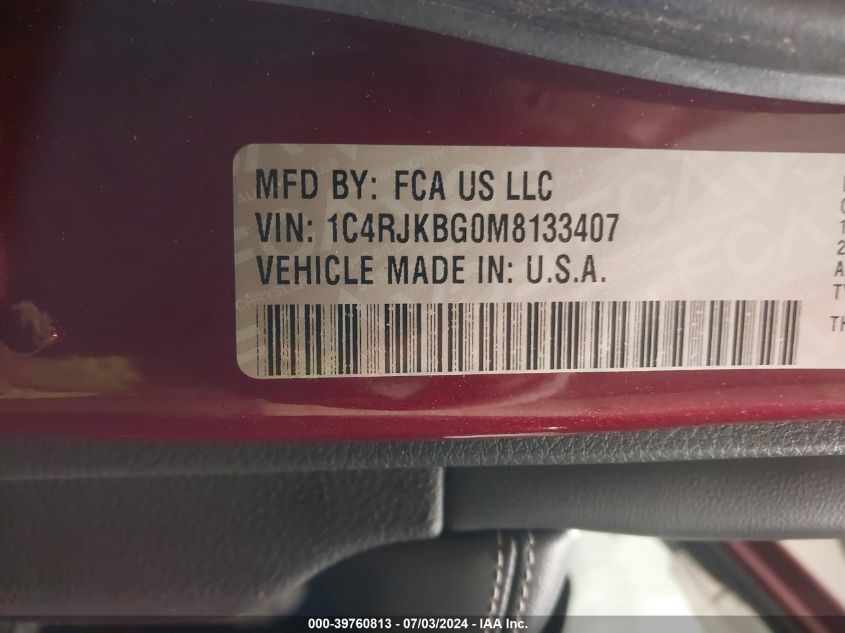 MFD BY: FCA US LLC
VIN: 1C4RJKBG0M8133407
VEHICLE MADE IN: U.S.A.
000-39760813 - 07/03/2024 - IAA Inc.